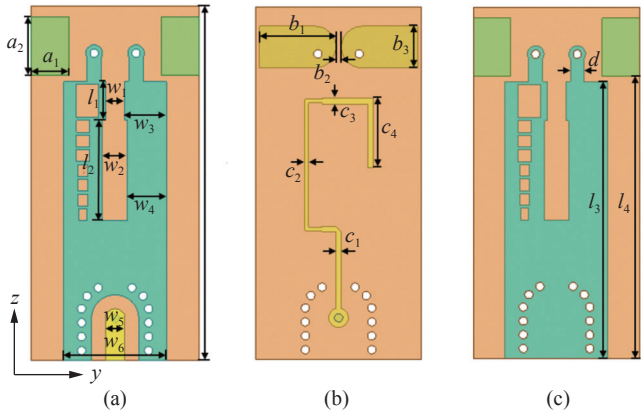 a₂
a₁
l₁
w₁
w₃
l₂
w₂
w₄
w₅
w₆
z
y
(a)
b₁
b₂
b₃
c₃
c₄
c₂
c₁
(b)
d
l₃
l₄
(c)